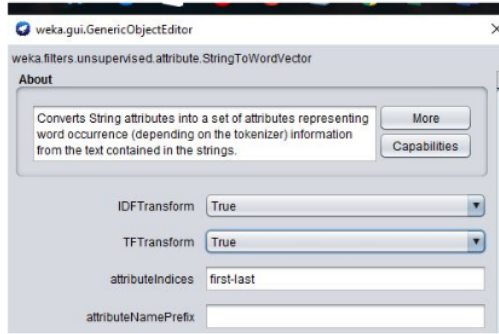 weka.gui.GenericObjectEditor
weka.filters.unsupervised.attribute.StringToWordVector
About
Converts String attributes into a set of attributes representing
word occurrence (depending on the tokenizer) information
from the text contained in the strings.
More
Capabilities
IDFTransform True
TFTransform True
attributeIndices first-last
attributeNamePrefix